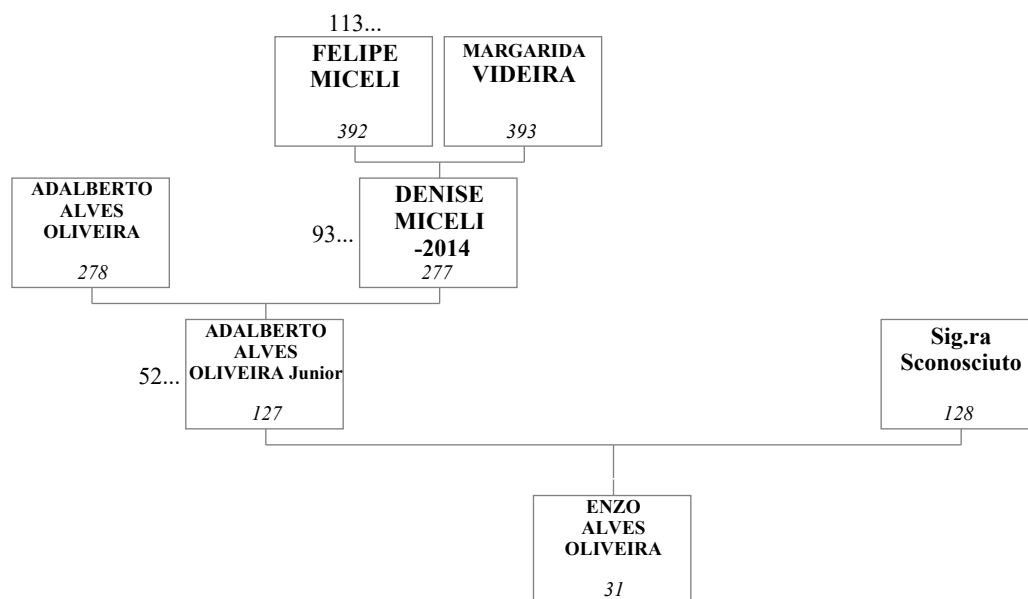 113...
FELIPE
MICELI
392
MARGARIDA
VIDEIRA
393
ADALBERTO
ALVES
OLIVEIRA
278
93...
DENISE
MICELI
-2014
277
52...
ADALBERTO
ALVES
OLIVEIRA Junior
127
Sig.ra
Sconosciuto
128
ENZO
ALVES
OLIVEIRA
31